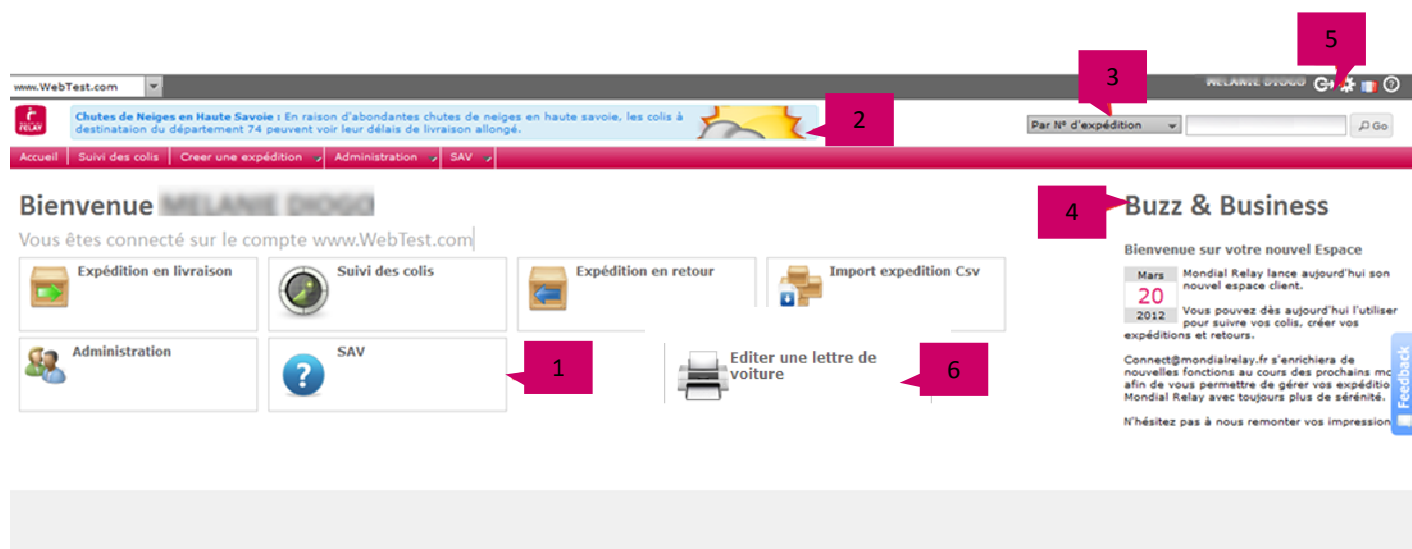 5
3
www.WebTest.com
MELANIE DIOGO
RELAY
Chutes de Neiges en Haute Savoie : En raison d'abondantes chutes de neiges en haute savoie, les colis à
destinataion du département 74 peuvent voir leur délais de livraison allongé.
2
Par Nº d'expédition
Go
Accueil
Suivi des colis
Creer une expédition
Administration
SAV
Bienvenue MELANIE DIOGO
4
Buzz & Business
Vous êtes connecté sur le compte www.WebTest.com
Bienvenue sur votre nouvel Espace
Expédition en livraison
Suivi des colis
Expédition en retour
Import expedition Csv
Mars
20
2012
Mondial Relay lance aujourd'hui son
nouvel espace client.
Vous pouvez dès aujourd'hui l'utiliser
pour suivre vos colis, créer vos
expéditions et retours.
Administration
SAV
1
Editer une lettre de
voiture
6
Connect@mondialrelay.fr s'enrichiera de
nouvelles fonctions au cours des prochains mo
afin de vous permettre de gérer vos expéditio
Mondial Relay avec toujours plus de sérénité.
N'hésitez pas à nous remonter vos impression
Feedback